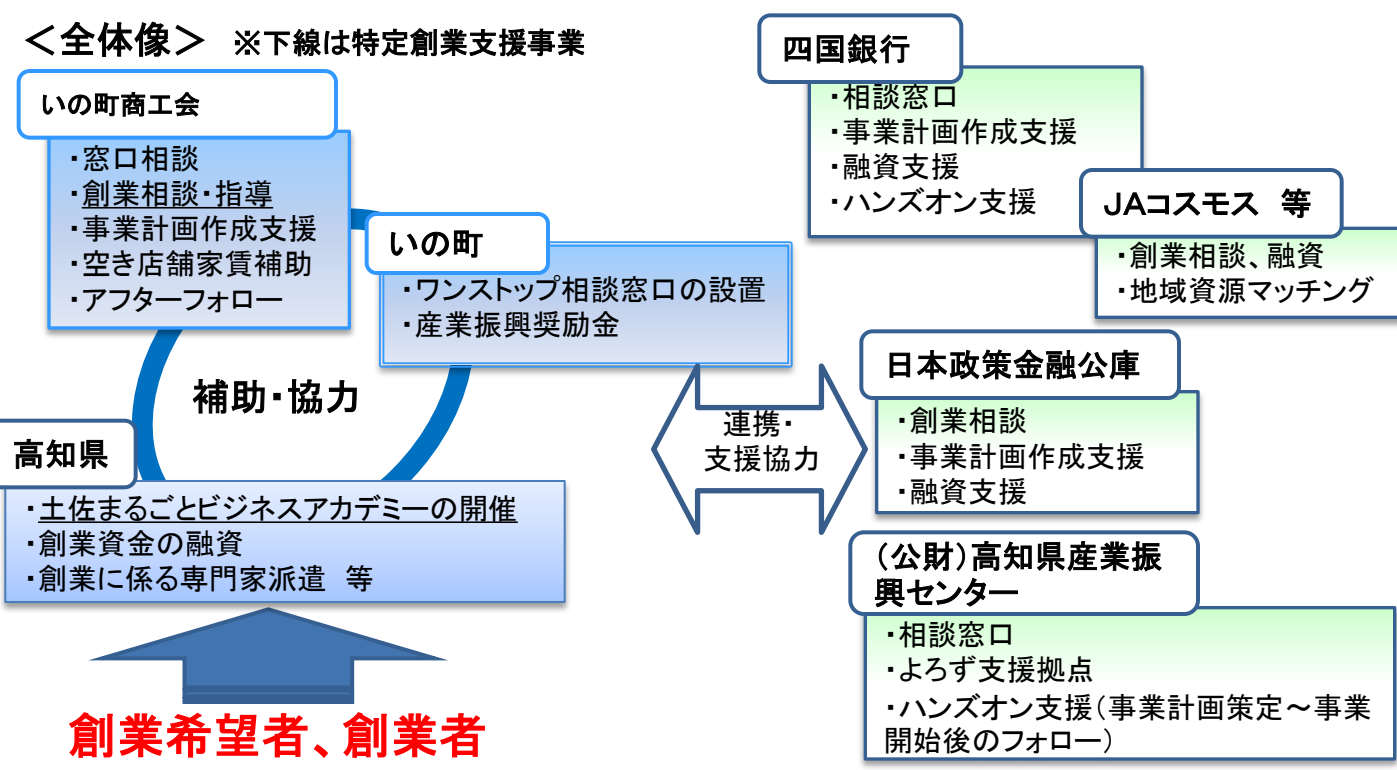 ＜全体像＞ ※下線は特定創業支援事業
いの町商工会
・窓口相談
・創業相談・指導
・事業計画作成支援
・空き店舗家賃補助
・アフターフォロー
いの町
・ワンストップ相談窓口の設置
・産業振興奨励金
補助・協力
高知県
・土佐まるごとビジネスアカデミーの開催
・創業資金の融資
・創業に係る専門家派遣　等
創業希望者、創業者
連携・
支援協力
四国銀行
・相談窓口
・事業計画作成支援
・融資支援
・ハンズオン支援
ＪＡコスモス　等
・創業相談、融資
・地域資源マッチング
日本政策金融公庫
・創業相談
・事業計画作成支援
・融資支援
（公財）高知県産業振
興センター
・相談窓口
・よろず支援拠点
・ハンズオン支援（事業計画策定～事業
開始後のフォロー）